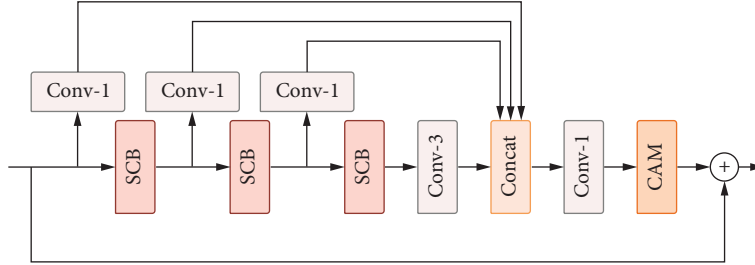 Conv-1
Conv-1
Conv-1
SCB
SCB
SCB
Conv-3
Concat
Conv-1
CAM
+